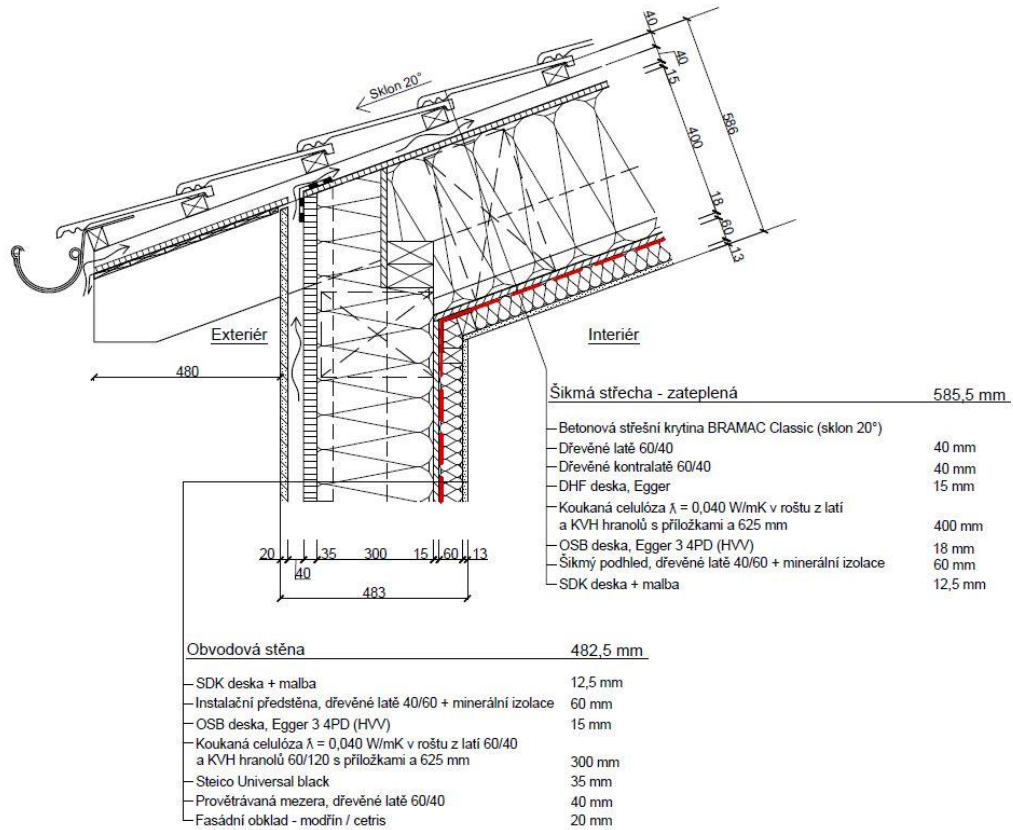 40
40
15
Sklon 20°
586
400
18
60
13
Exteriér
Interiér
480
20 35 300 15 60 13
40
483
Šikmá střecha - zateplená 585,5 mm
Betonová střešní krytina BRAMAC Classic (sklon 20°)
Dřevěné latě 60/40 40 mm
Dřevěné kontralatě 60/40 40 mm
DHF deska, Egger 15 mm
Koukaná celulóza λ = 0,040 W/mK v roštu z latí
a KVH hranolů s příložkami a 625 mm 400 mm
OSB deska, Egger 3 4PD (HVV) 18 mm
Šikmý podhled, dřevěné latě 40/60 + minerální izolace 60 mm
SDK deska + malba 12,5 mm
Obvodová stěna 482,5 mm
SDK deska + malba 12,5 mm
Instalační předstěna, dřevěné latě 40/60 + minerální izolace 60 mm
OSB deska, Egger 3 4PD (HVV) 15 mm
Koukaná celulóza λ = 0,040 W/mK v roštu z latí 60/40
a KVH hranolů 60/120 s příložkami a 625 mm 300 mm
Steico Universal black 35 mm
Provětrávaná mezera, dřevěné latě 60/40 40 mm
Fasádní obklad - modřín / cetris 20 mm